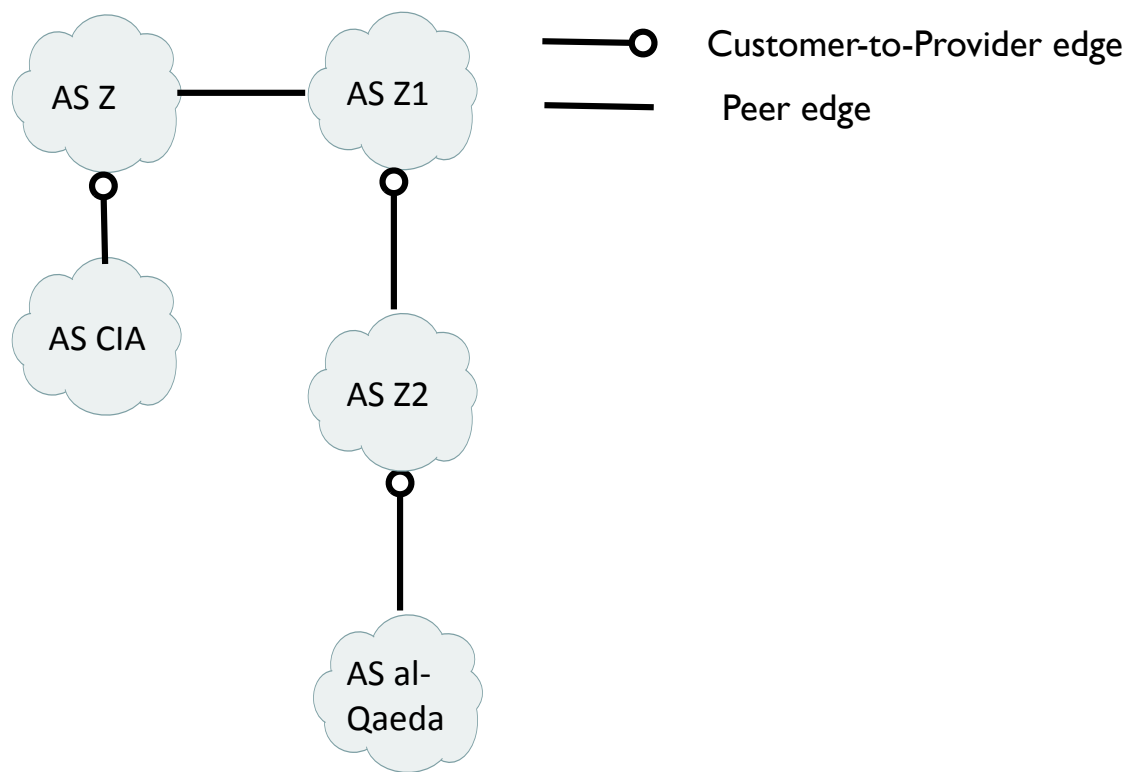 AS Z
AS Z1
Customer-to-Provider edge
Peer edge
AS CIA
AS Z2
AS al-
Qaeda